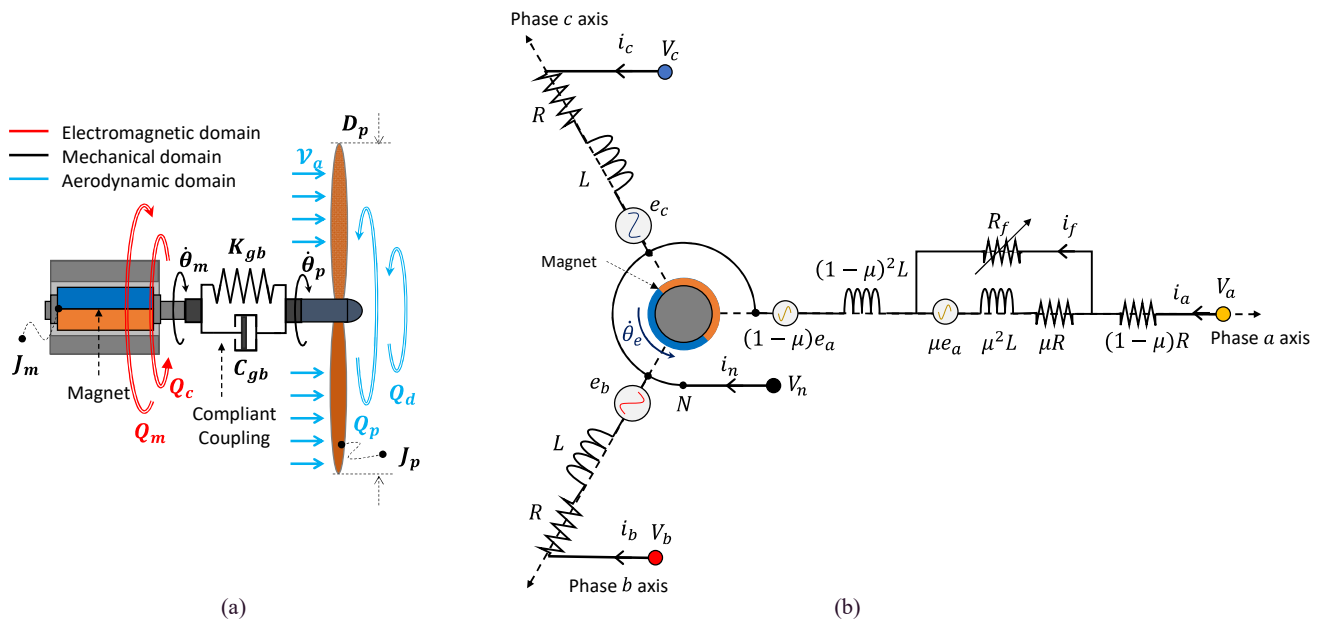 Electromagnetic domain
Mechanical domain
Aerodynamic domain
D_p
𝒱_a
K_gb
θ̇_m
θ̇_p
J_m
Magnet
Q_c
Q_m
C_gb
Compliant
Coupling
Q_p
Q_d
J_p
(a)
Phase c axis
i_c
V_c
R
L
e_c
Magnet
θ̇_e
(1 − μ)e_a
(1 − μ)²L
R_f
i_f
μe_a
μ²L
μR
(1 − μ)R
i_a
V_a
Phase a axis
e_b
N
i_n
V_n
L
R
i_b
V_b
Phase b axis
(b)